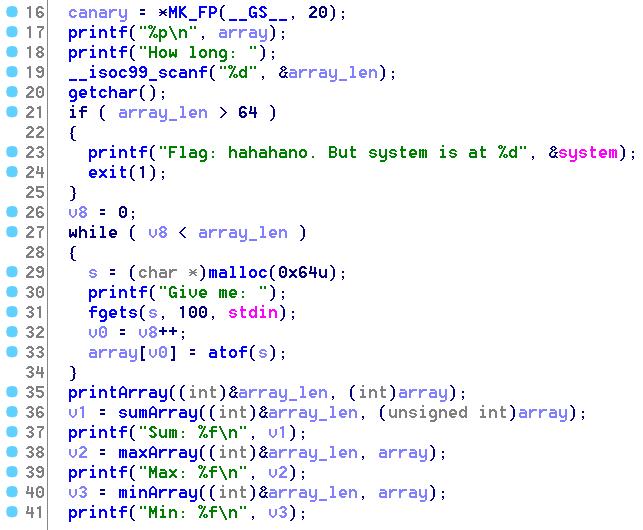 16 canary = *MK_FP(__GS__, 20);
17 printf("%p\n", array);
18 printf("How long: ");
19 __isoc99_scanf("%d", &array_len);
20 getchar();
21 if ( array_len > 64 )
22 {
23 printf("Flag: hahahano. But system is at %d", &system);
24 exit(1);
25 }
26 v8 = 0;
27 while ( v8 < array_len )
28 {
29 s = (char *)malloc(0x64u);
30 printf("Give me: ");
31 fgets(s, 100, stdin);
32 v0 = v8++;
33 array[v0] = atof(s);
34 }
35 printArray((int)&array_len, (int)array);
36 v1 = sumArray((int)&array_len, (unsigned int)array);
37 printf("Sum: %f\n", v1);
38 v2 = maxArray((int)&array_len, array);
39 printf("Max: %f\n", v2);
40 v3 = minArray((int)&array_len, array);
41 printf("Min: %f\n", v3);